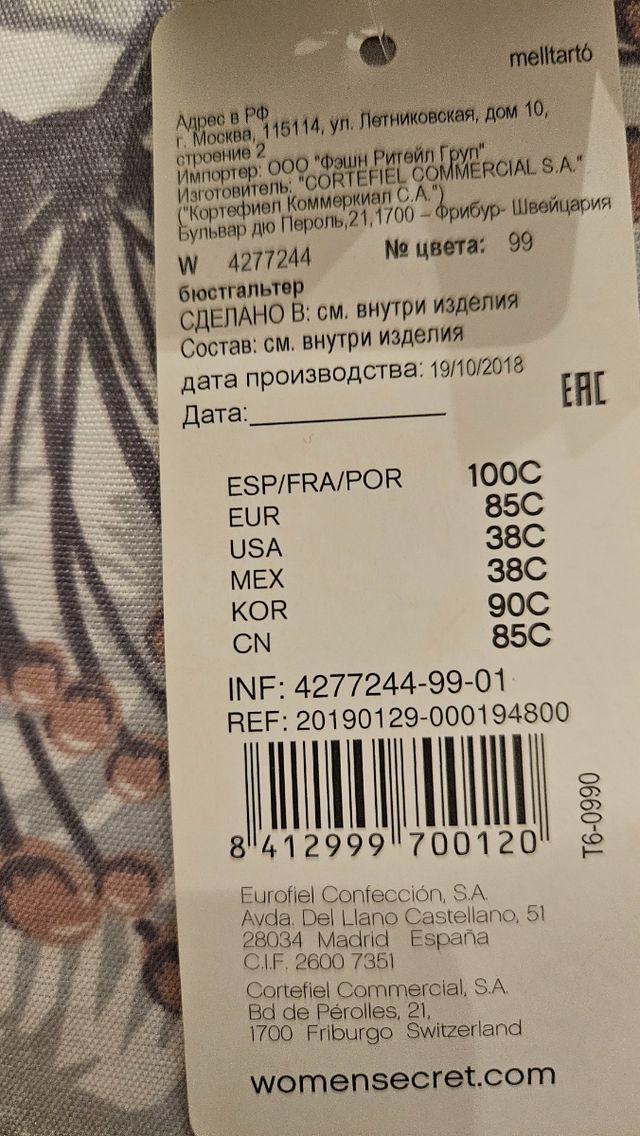 melltartó
Адрес в РФ
г. Москва, 115114, ул. Летниковская, дом 10,
строение 2
Импортер: ООО "Фэшн Ритейл Груп"
Изготовитель: "CORTEFIEL COMMERCIAL S.A."
("Кортефиел Коммеркиал С.А.")
Бульвар дю Пероль,21,1700 – Фрибур- Швейцария
W 4277244 № цвета: 99
бюстгальтер
СДЕЛАНО В: см. внутри изделия
Состав: см. внутри изделия
дата производства: 19/10/2018
Дата:
EAC
ESP/FRA/POR 100C
EUR 85C
USA 38C
MEX 38C
KOR 90C
CN 85C
INF: 4277244-99-01
REF: 20190129-000194800
8 412999 700120
T6-0990
Eurofiel Confección, S.A.
Avda. Del Llano Castellano, 51
28034 Madrid España
C.I.F. 2600 7351
Cortefiel Commercial, S.A.
Bd de Pérolles, 21,
1700 Friburgo Switzerland
womensecret.com